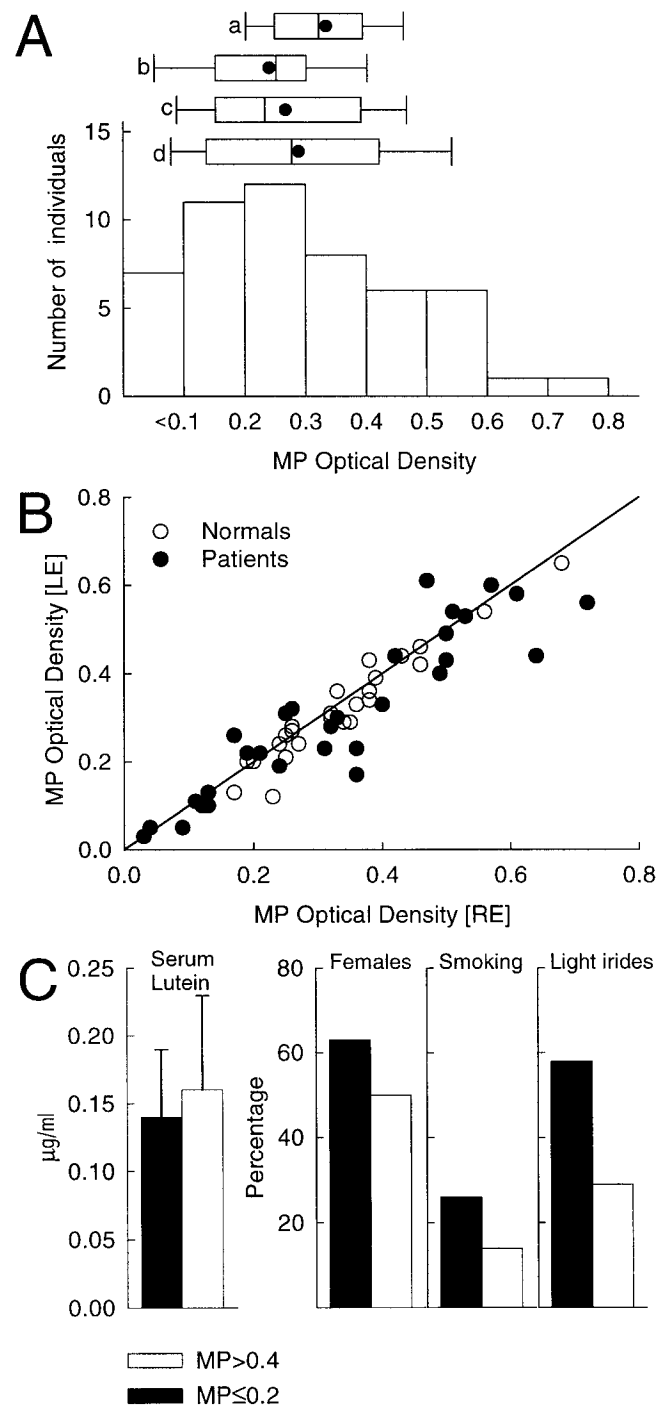 A
a
b
c
d
Number of individuals
15
10
5
0
<0.1 0.2 0.3 0.4 0.5 0.6 0.7 0.8
MP Optical Density
B
MP Optical Density [LE]
0.8
0.6
0.4
0.2
0.0
Normals
Patients
0.0 0.2 0.4 0.6 0.8
MP Optical Density [RE]
C
µg/ml
0.25
0.20
0.15
0.10
0.05
0.00
Serum
Lutein
Percentage
80
60
40
20
Females
Smoking
Light irides
MP>0.4
MP≤0.2